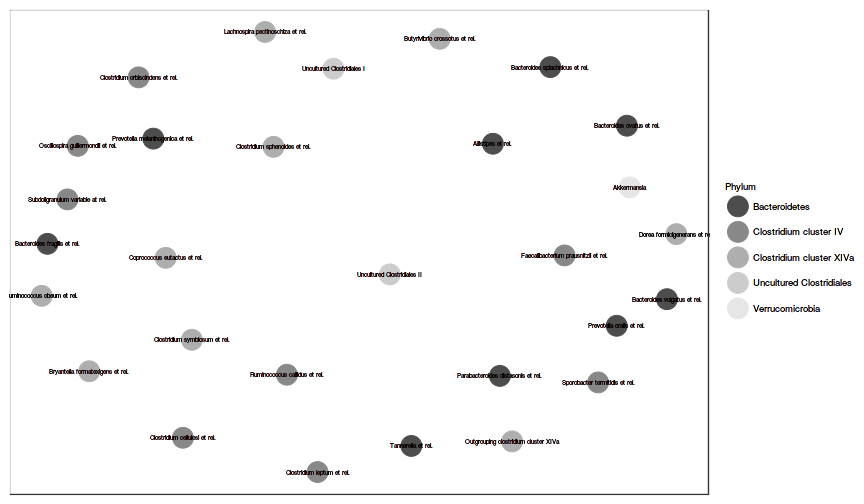 Lachnospira pectinoschiza et rel.
Butyrivibrio crossotus et rel.
Uncultured Clostridiales I
Bacteroides splachnicus et rel.
Clostridium orbiscindens et rel.
Bacteroides ovatus et rel.
Prevotella melaninogenica et rel.
Oscillospira guillermondii et rel.
Clostridium sphenoides et rel.
Allistipes et rel.
Akkermansia
Phylum
Subdoligranulum variable at rel.
Bacteroidetes
Dorea formicigenerans et re
Clostridium cluster IV
Bacteroides fragilis et rel.
Coprococcus eutactus et rel.
Faecalibacterium prausnitzii et rel.
Clostridium cluster XIVa
Uncultured Clostridiales II
Uncultured Clostridiales
uminococcus obeum et rel.
Bacteroides vulgatus et rel.
Verrucomicrobia
Prevotella oralis et rel.
Clostridium symbiosum et rel.
Bryantella formatexigens et rel.
Ruminococcus callidus et rel.
Parabacteroides distasonis et rel.
Sporobacter termitidis et rel.
Clostridium cellulosi et rel.
Tannerella et rel.
Outgrouping clostridium cluster XIVa
Clostridium leptum et rel.